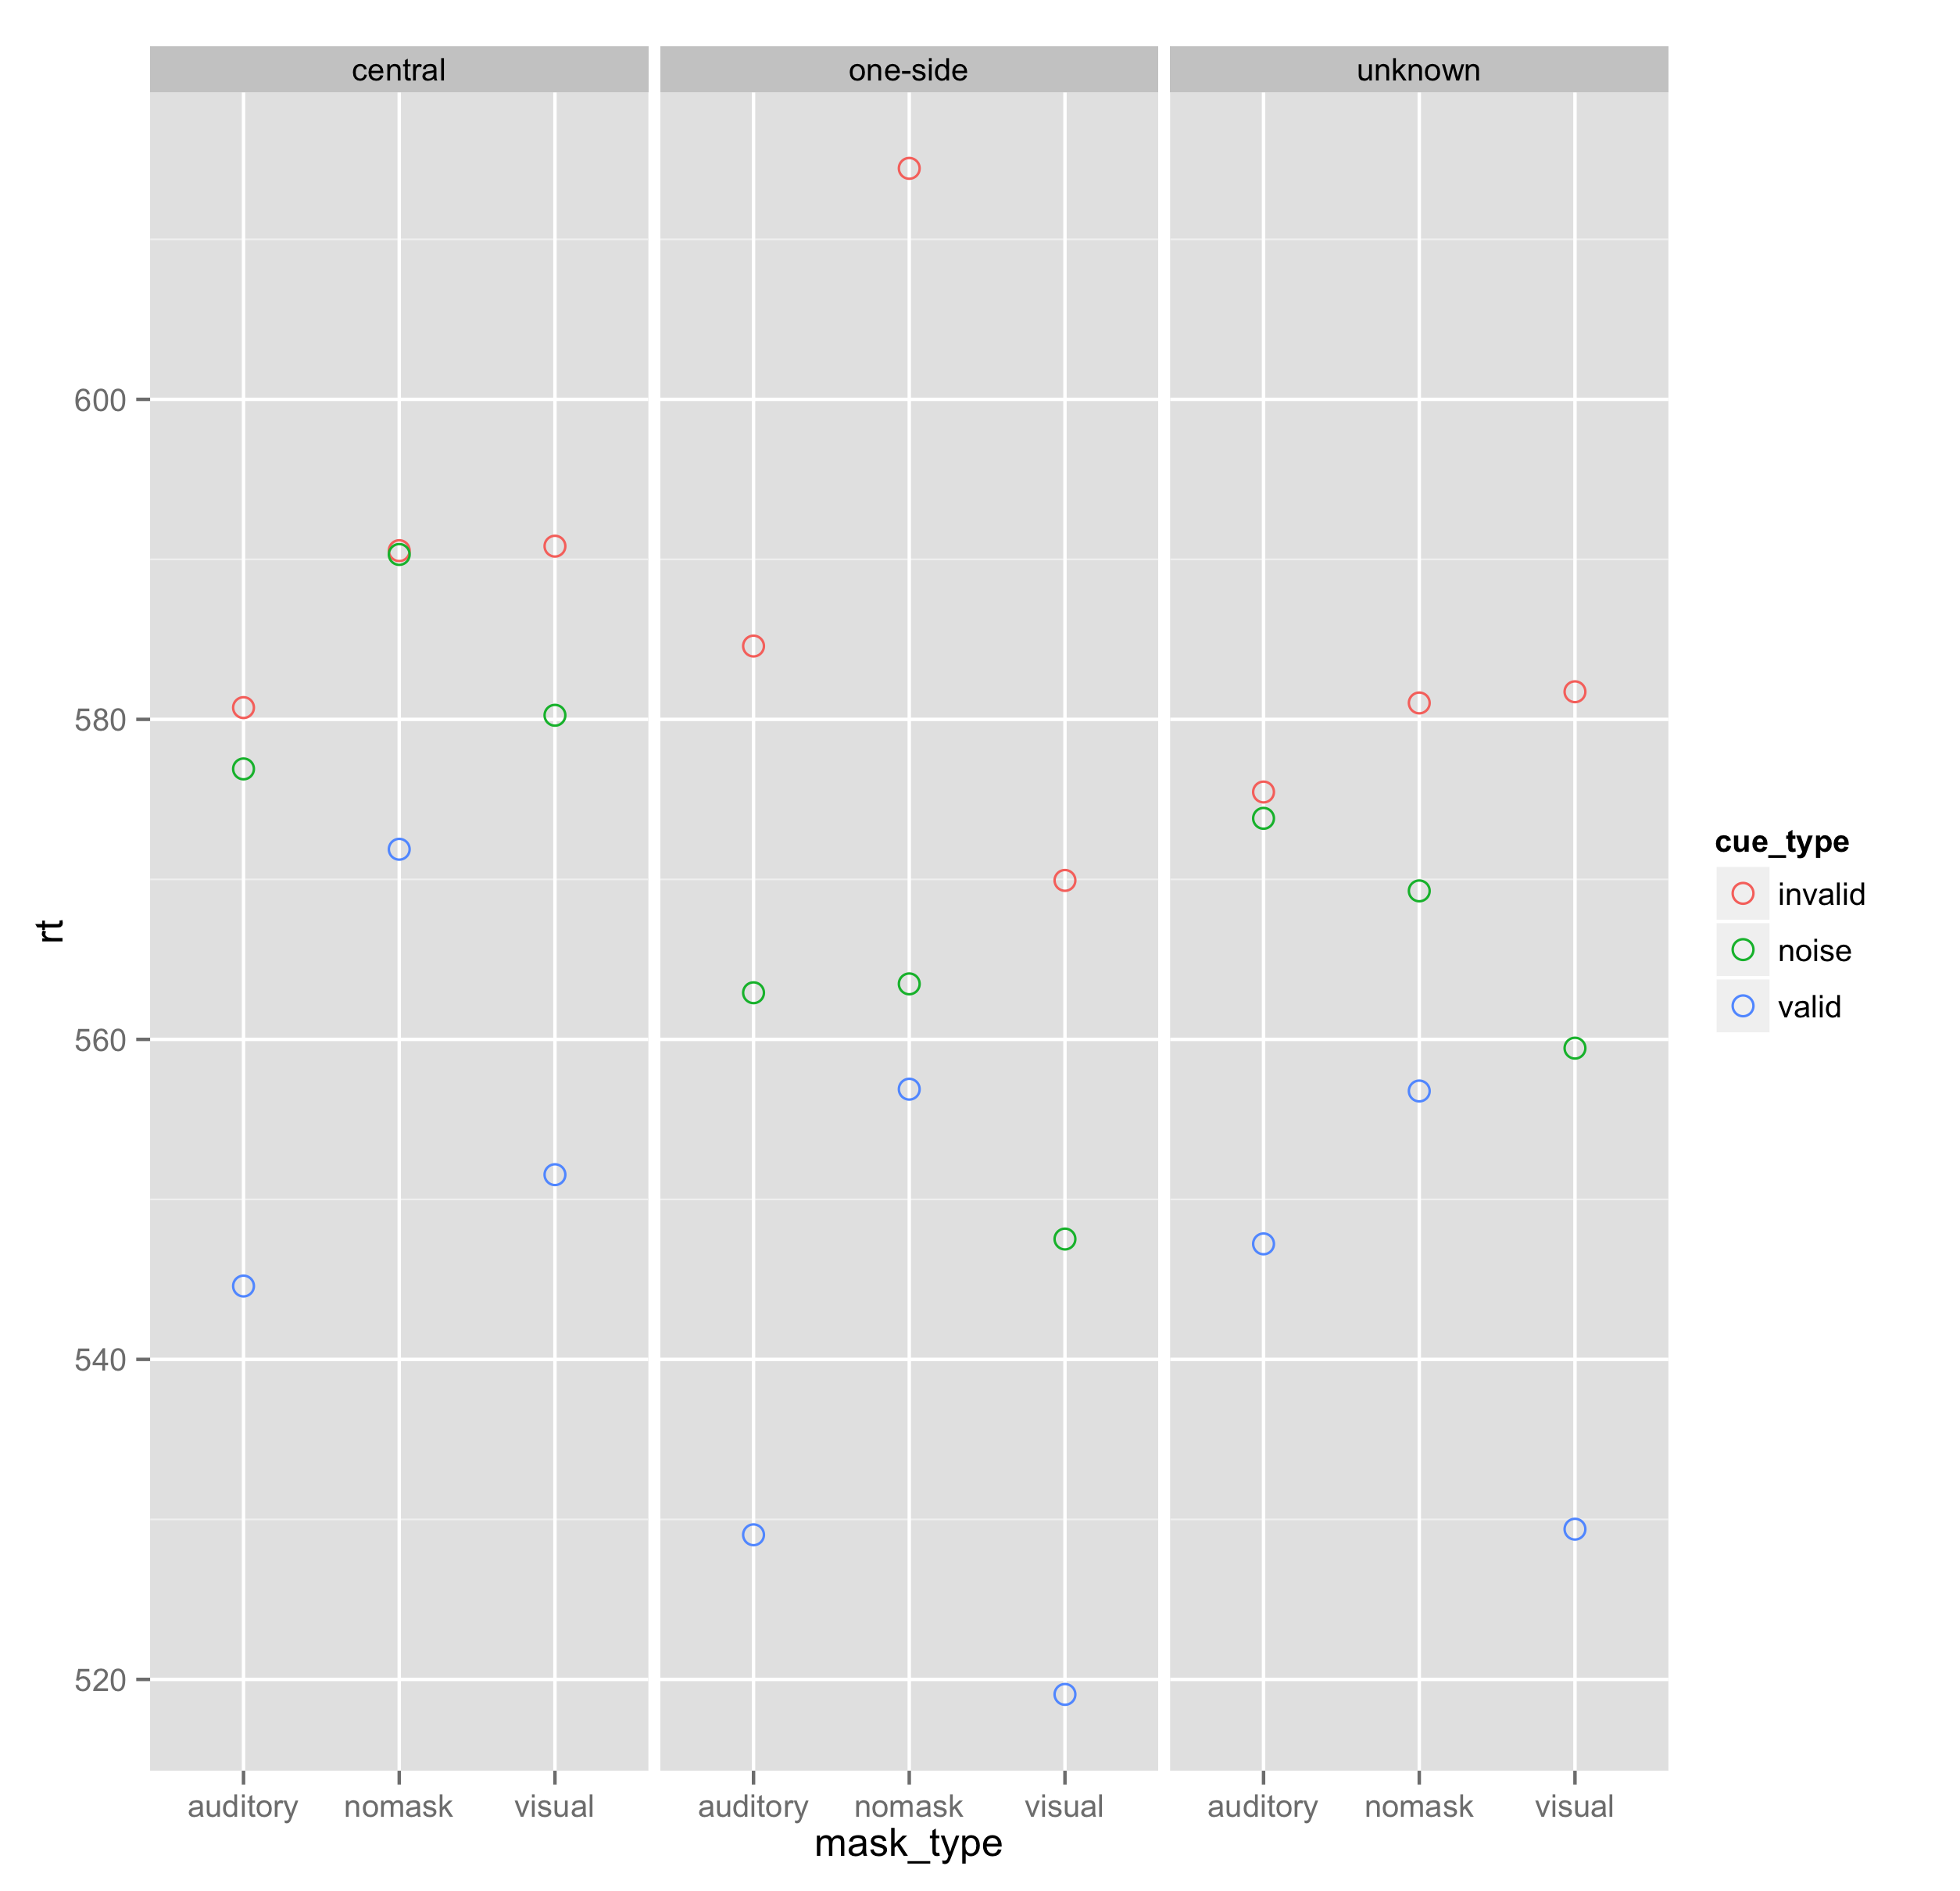 central one-side unknown
600
580
560
540
520
rt
auditory nomask visual auditory nomask visual auditory nomask visual
mask_type
cue_type
invalid
noise
valid